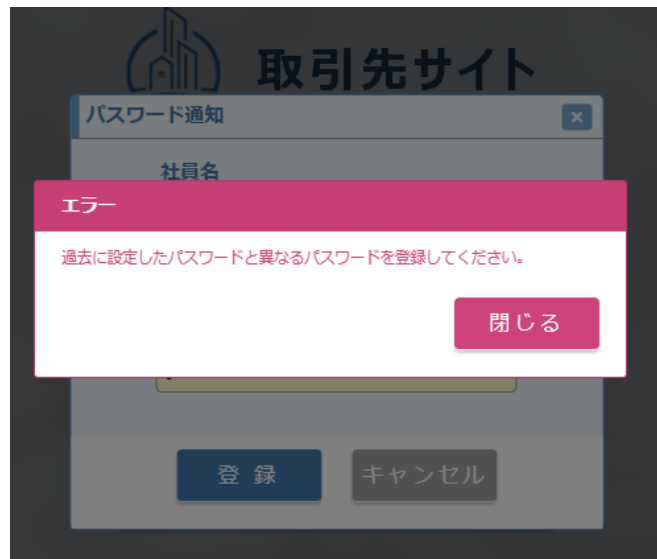 取引先サイト
パスワード通知
社員名
エラー
過去に設定したパスワードと異なるパスワードを登録してください。
閉じる
登録
キャンセル